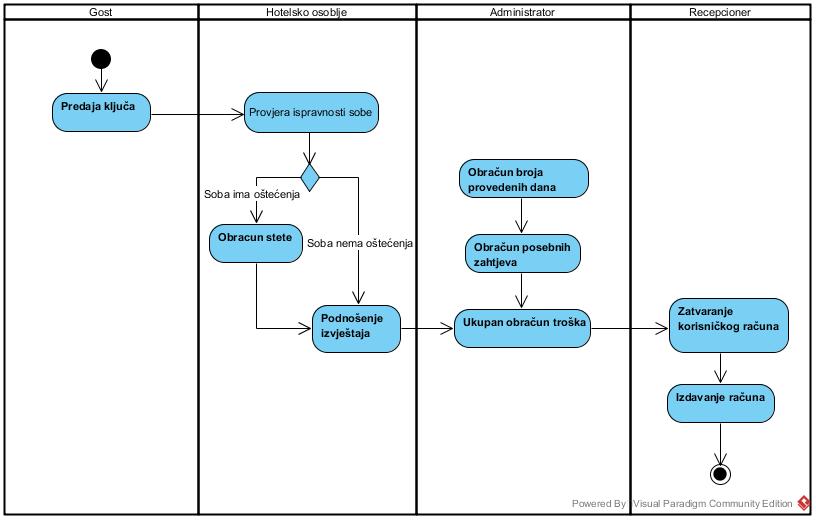 Gost
Hotelsko osoblje
Administrator
Recepcioner
Predaja ključa
Provjera ispravnosti sobe
Soba ima oštećenja
Obracun stete
Soba nema oštećenja
Podnošenje
izvještaja
Obračun broja
provedenih dana
Obračun posebnih
zahtjeva
Ukupan obračun troška
Zatvaranje
korisničkog računa
Izdavanje računa
Powered By Visual Paradigm Community Edition